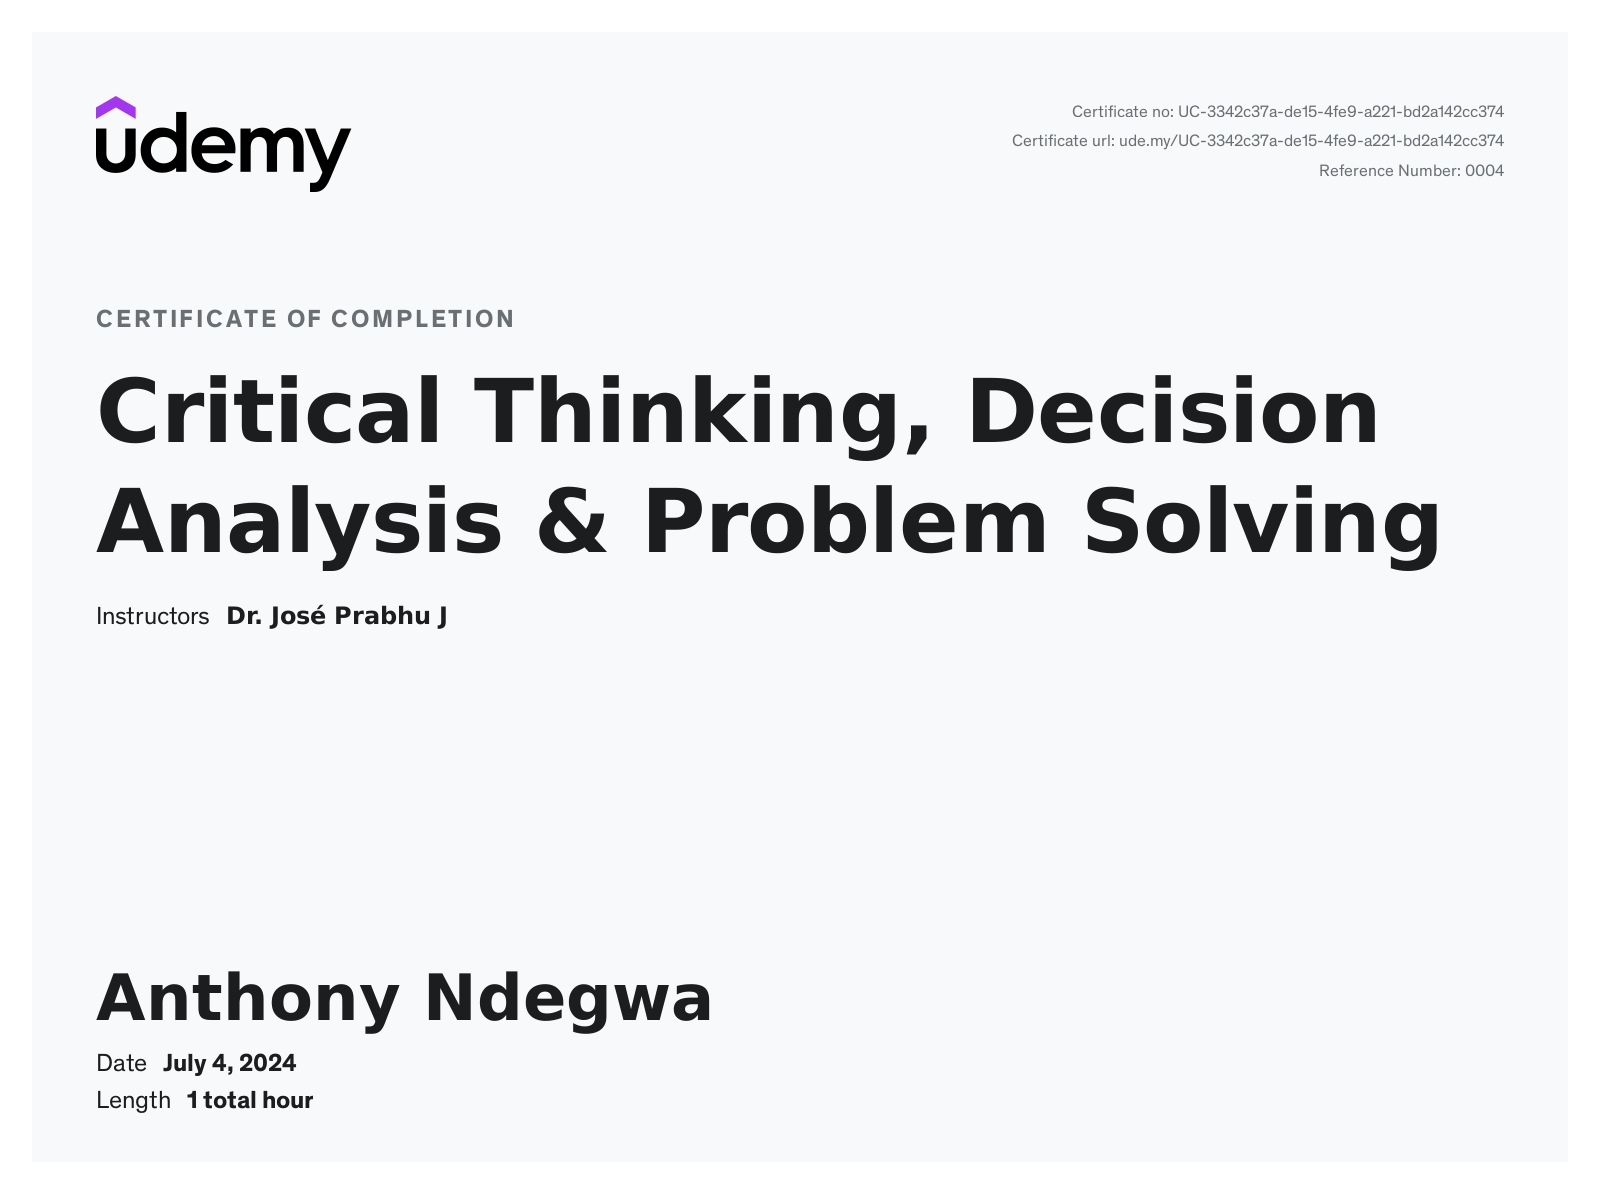 udemy
Certificate no: UC-3342c37a-de15-4fe9-a221-bd2a142cc374
Certificate url: ude.my/UC-3342c37a-de15-4fe9-a221-bd2a142cc374
Reference Number: 0004
CERTIFICATE OF COMPLETION
Critical Thinking, Decision
Analysis & Problem Solving
Instructors Dr. José Prabhu J
Anthony Ndegwa
Date July 4, 2024
Length 1 total hour